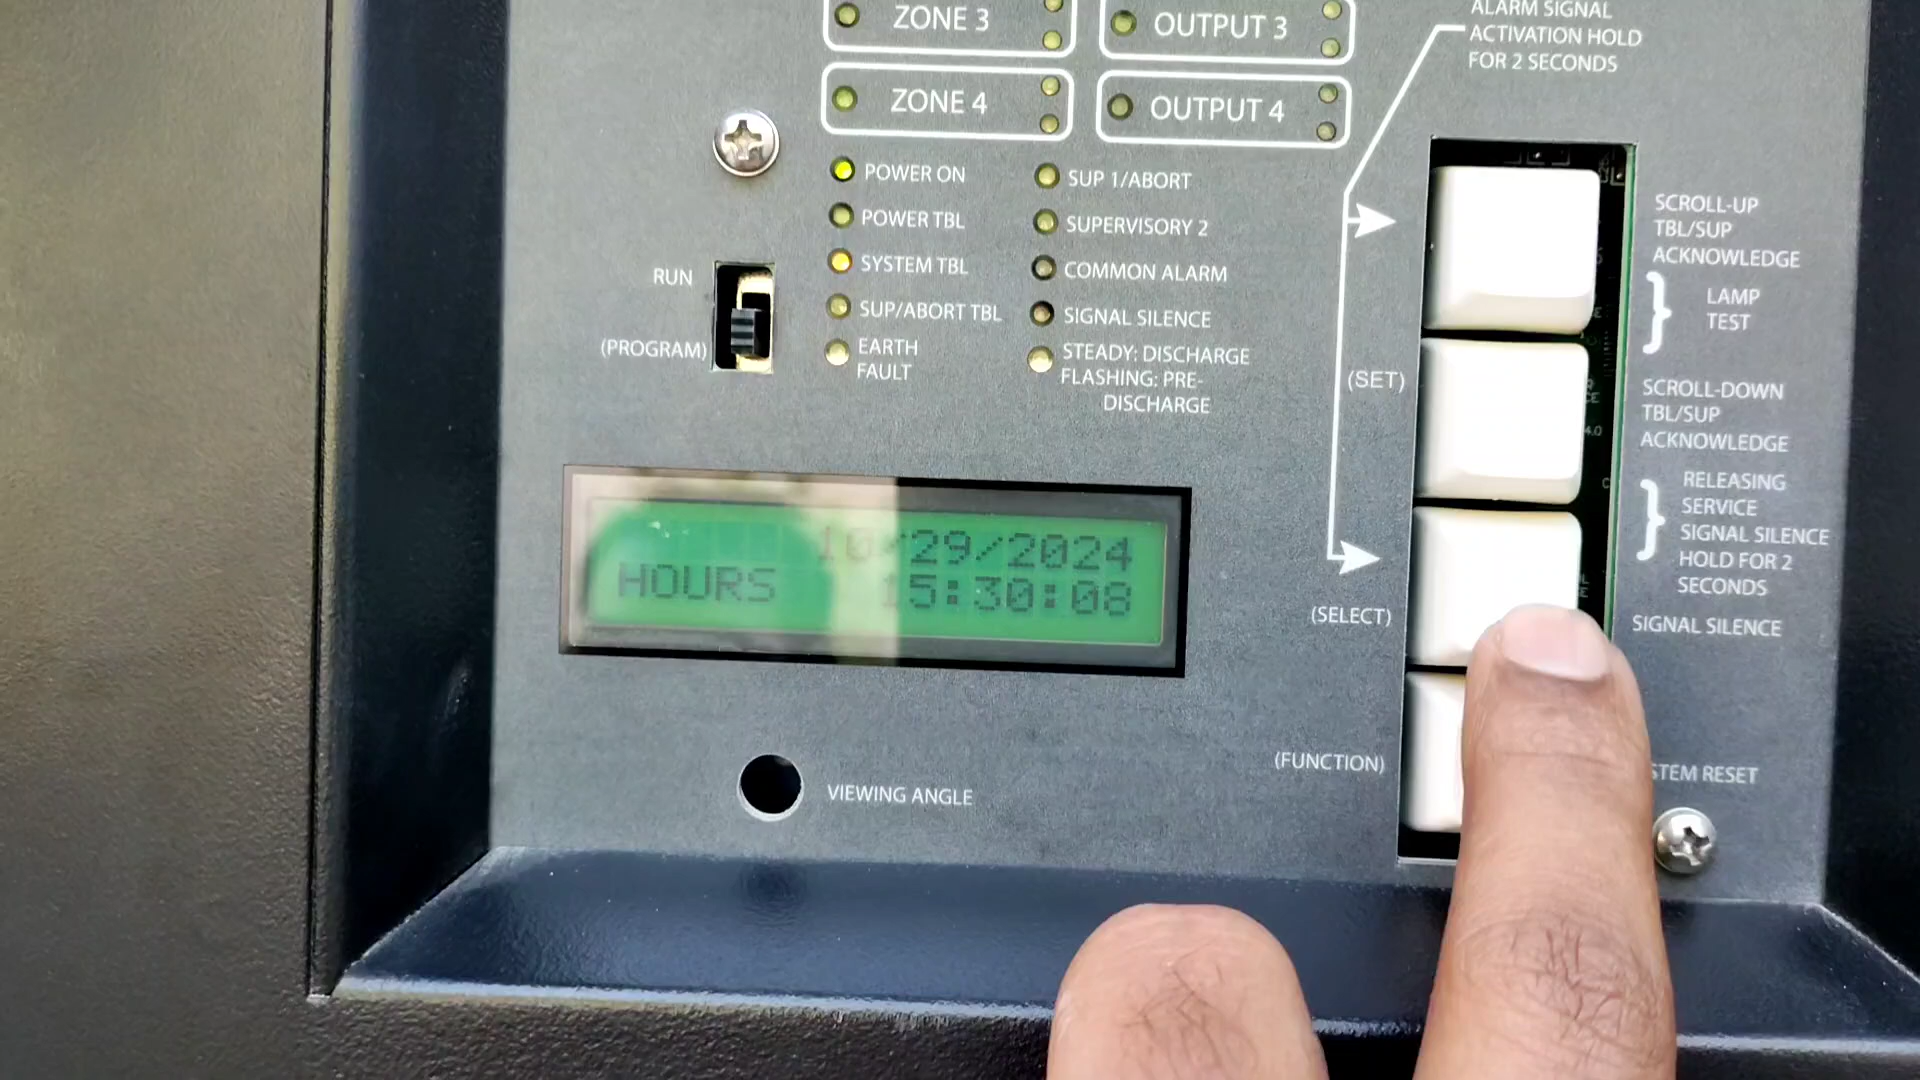 ZONE 3
OUTPUT 3
ZONE 4
OUTPUT 4
ALARM SIGNAL
ACTIVATION HOLD
FOR 2 SECONDS
POWER ON
POWER TBL
SYSTEM TBL
SUP/ABORT TBL
EARTH
FAULT
SUP 1/ABORT
SUPERVISORY 2
COMMON ALARM
SIGNAL SILENCE
STEADY: DISCHARGE
FLASHING: PRE-
DISCHARGE
RUN
(PROGRAM)
10/29/2024
HOURS 15:30:08
VIEWING ANGLE
(SET)
(SELECT)
(FUNCTION)
SCROLL-UP
TBL/SUP
ACKNOWLEDGE
LAMP
TEST
SCROLL-DOWN
TBL/SUP
ACKNOWLEDGE
RELEASING
SERVICE
SIGNAL SILENCE
HOLD FOR 2
SECONDS
SIGNAL SILENCE
STEM RESET